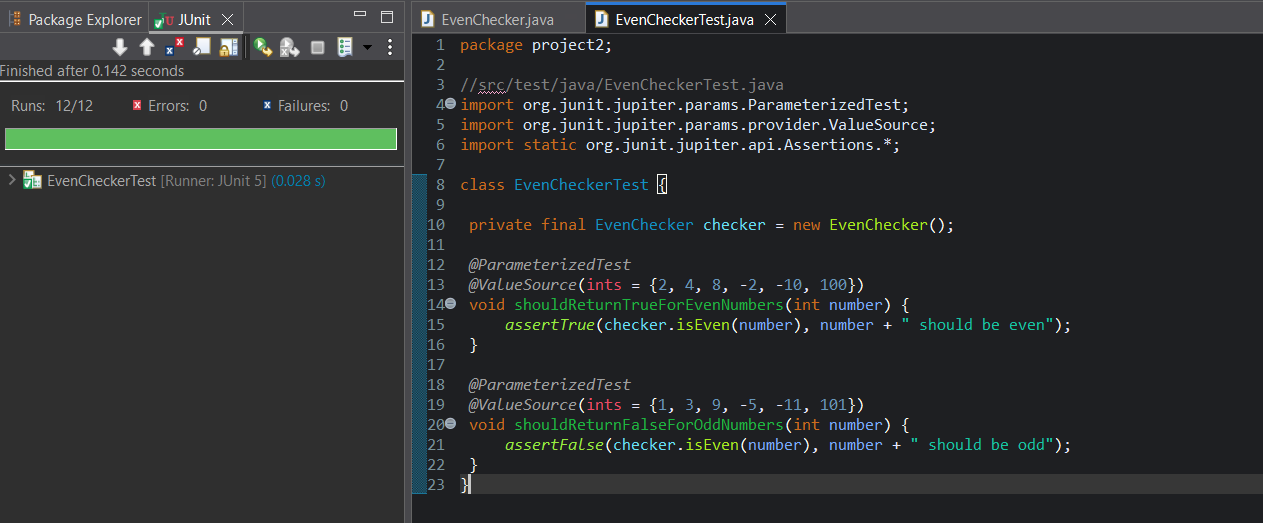 Package Explorer JUnit
Finished after 0.142 seconds
Runs: 12/12 Errors: 0 Failures: 0
EvenCheckerTest [Runner: JUnit 5] (0.028 s)
EvenChecker.java EvenCheckerTest.java
1 package project2;
2
3 //src/test/java/EvenCheckerTest.java
4 import org.junit.jupiter.params.ParameterizedTest;
5 import org.junit.jupiter.params.provider.ValueSource;
6 import static org.junit.jupiter.api.Assertions.*;
7
8 class EvenCheckerTest {
9
10 private final EvenChecker checker = new EvenChecker();
11
12 @ParameterizedTest
13 @ValueSource(ints = {2, 4, 8, -2, -10, 100})
14 void shouldReturnTrueForEvenNumbers(int number) {
15 assertTrue(checker.isEven(number), number + " should be even");
16 }
17
18 @ParameterizedTest
19 @ValueSource(ints = {1, 3, 9, -5, -11, 101})
20 void shouldReturnFalseForOddNumbers(int number) {
21 assertFalse(checker.isEven(number), number + " should be odd");
22 }
23 }